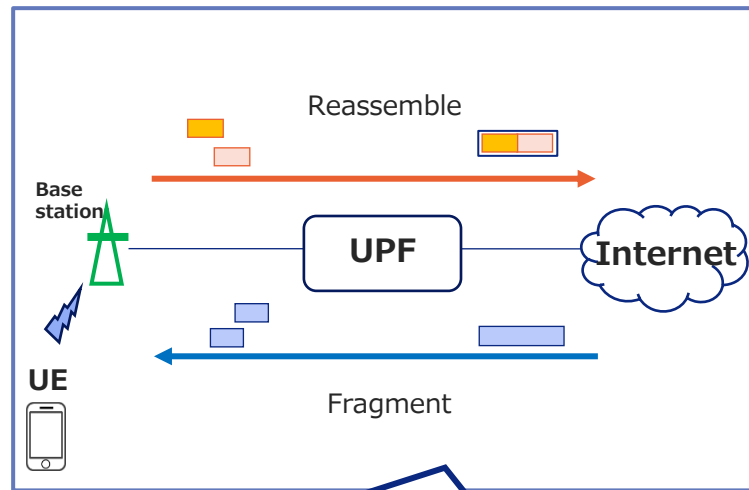 Reassemble
Base
station
UPF
Internet
UE
Fragment